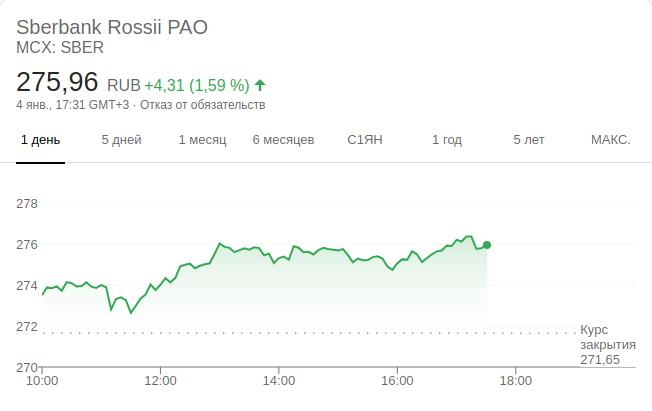 Sberbank Rossii PAO
MCX: SBER
275,96 RUB +4,31 (1,59 %)
4 янв., 17:31 GMT+3 · Отказ от обязательств
1 день 5 дней 1 месяц 6 месяцев С1ЯН 1 год 5 лет МАКС.
278
276
274
272
270
Курс
закрытия
271,65
10:00 12:00 14:00 16:00 18:00